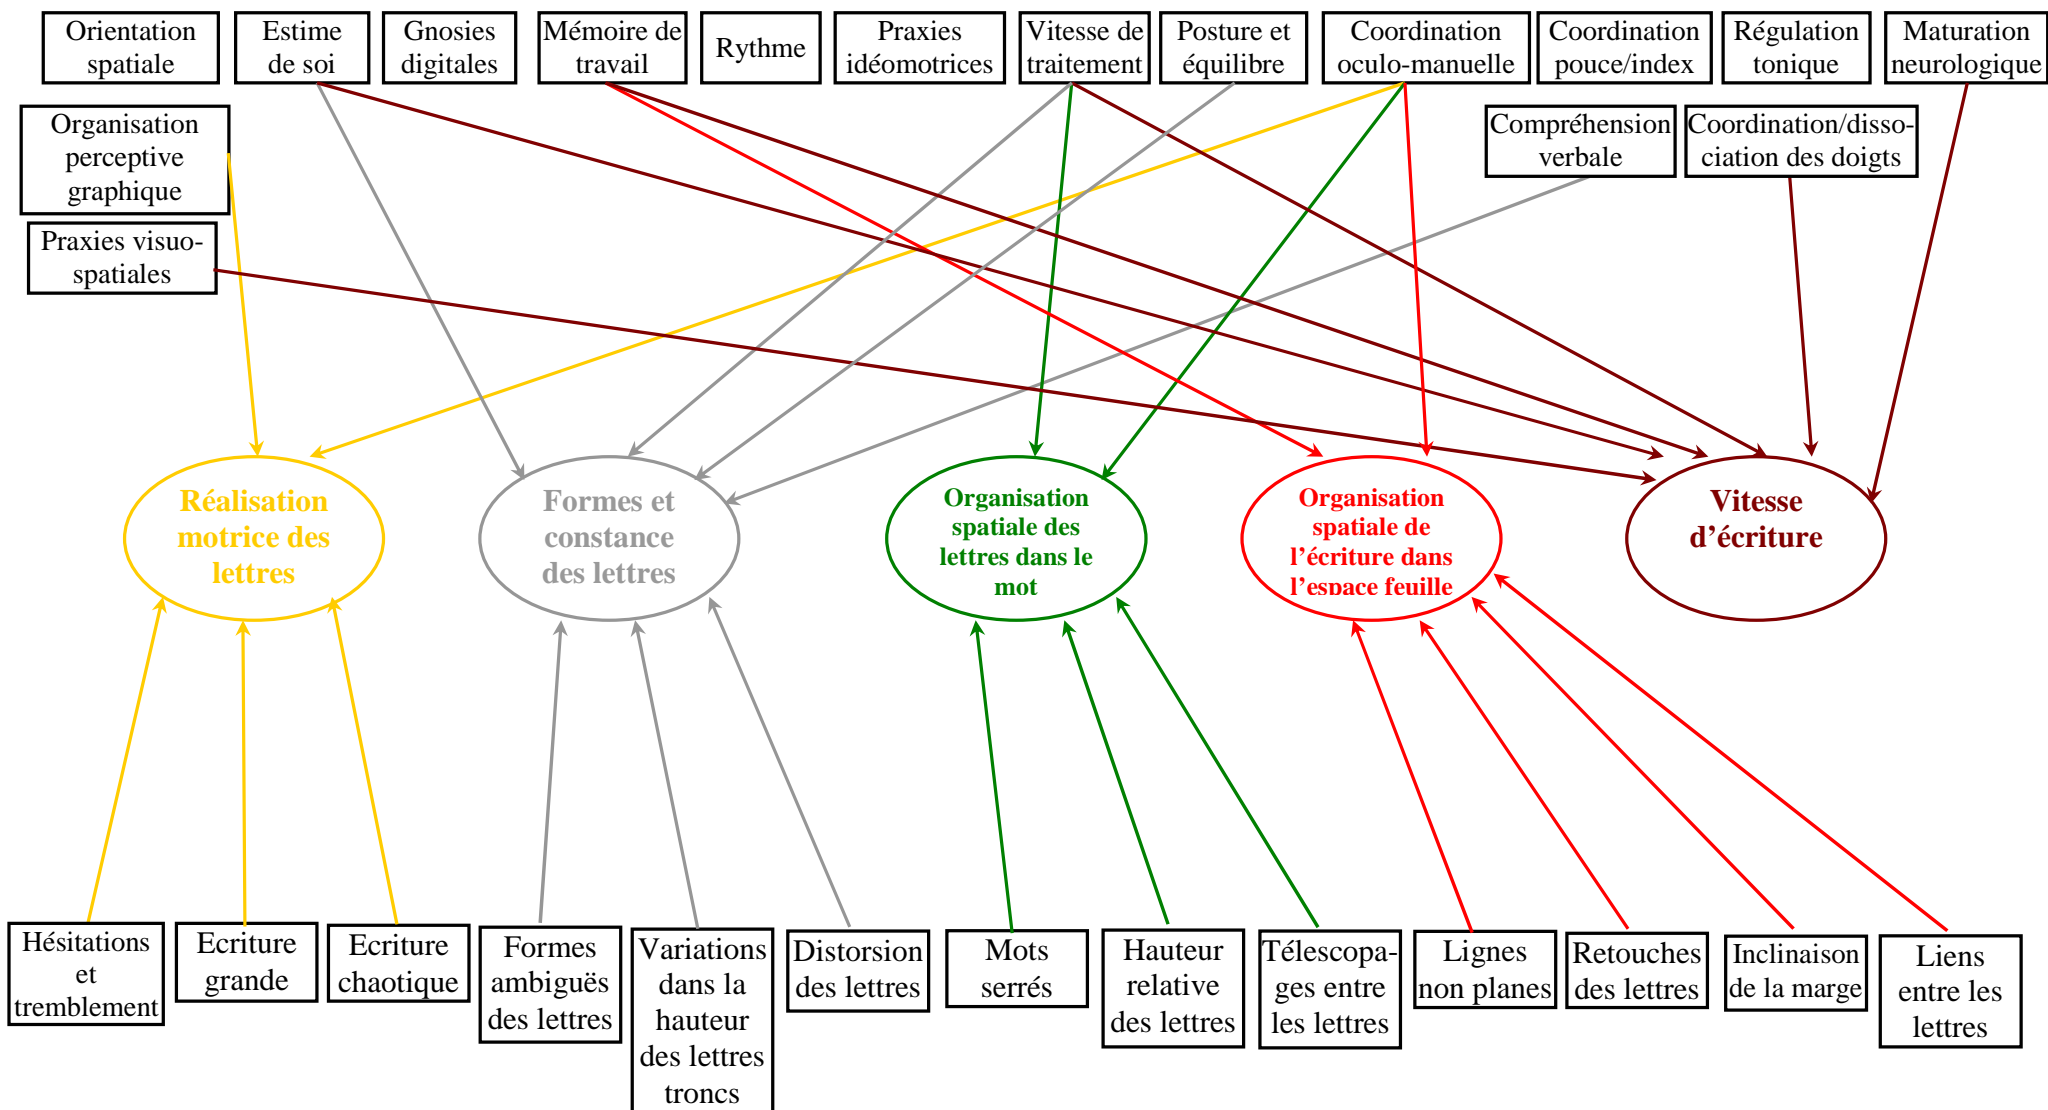 Orientation
spatiale
Estime
de soi
Gnosies
digitales
Mémoire de
travail
Rythme
Praxies
idéomotrices
Vitesse de
traitement
Posture et
équilibre
Coordination
oculo-manuelle
Coordination
pouce/index
Régulation
tonique
Maturation
neurologique
Organisation
perceptive
graphique
Compréhension
verbale
Coordination/disso-
ciation des doigts
Praxies visuo-
spatiales
Réalisation
motrice des
lettres
Formes et
constance
des lettres
Organisation
spatiale des
lettres dans le
mot
Organisation
spatiale de
l’écriture dans
l’espace feuille
Vitesse
d’écriture
Hésitations
et
tremblement
Ecriture
grande
Ecriture
chaotique
Formes
ambiguës
des lettres
Variations
dans la
hauteur
des lettres
troncs
Distorsion
des lettres
Mots
serrés
Hauteur
relative
des lettres
Télescopa-
ges entre
les lettres
Lignes
non planes
Retouches
des lettres
Inclinaison
de la marge
Liens
entre les
lettres